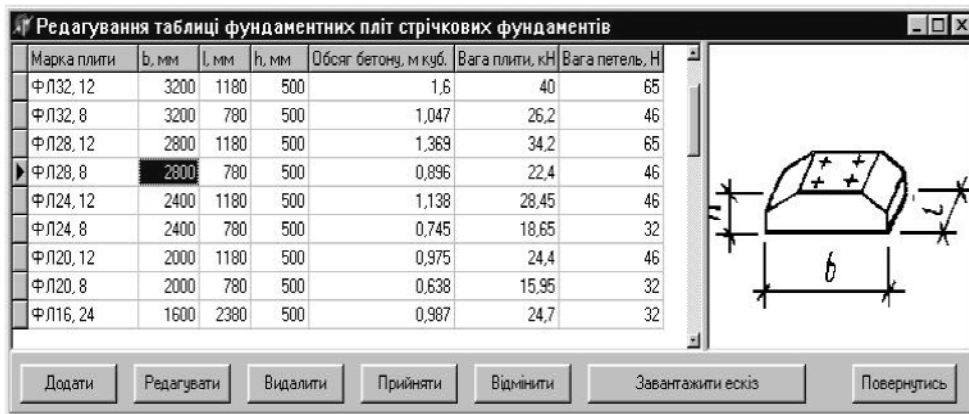 Редагування таблиці фундаментних пліт стрічкових фундаментів
Марка плити b, мм l, мм h, мм Обсяг бетону, м куб. Вага плити, кН Вага петель, Н
ФЛ32, 12 3200 1180 500 1,6 40 65
ФЛ32, 8 3200 780 500 1,047 26,2 46
ФЛ28, 12 2800 1180 500 1,369 34,2 65
ФЛ28, 8 2800 780 500 0,896 22,4 46
ФЛ24, 12 2400 1180 500 1,138 28,45 46
ФЛ24, 8 2400 780 500 0,745 18,65 32
ФЛ20, 12 2000 1180 500 0,975 24,4 46
ФЛ20, 8 2000 780 500 0,638 15,95 32
ФЛ16, 24 1600 2380 500 0,987 24,7 32
l
b
Додати Редагувати Видалити Прийняти Відмінити Завантажити ескіз Повернутись